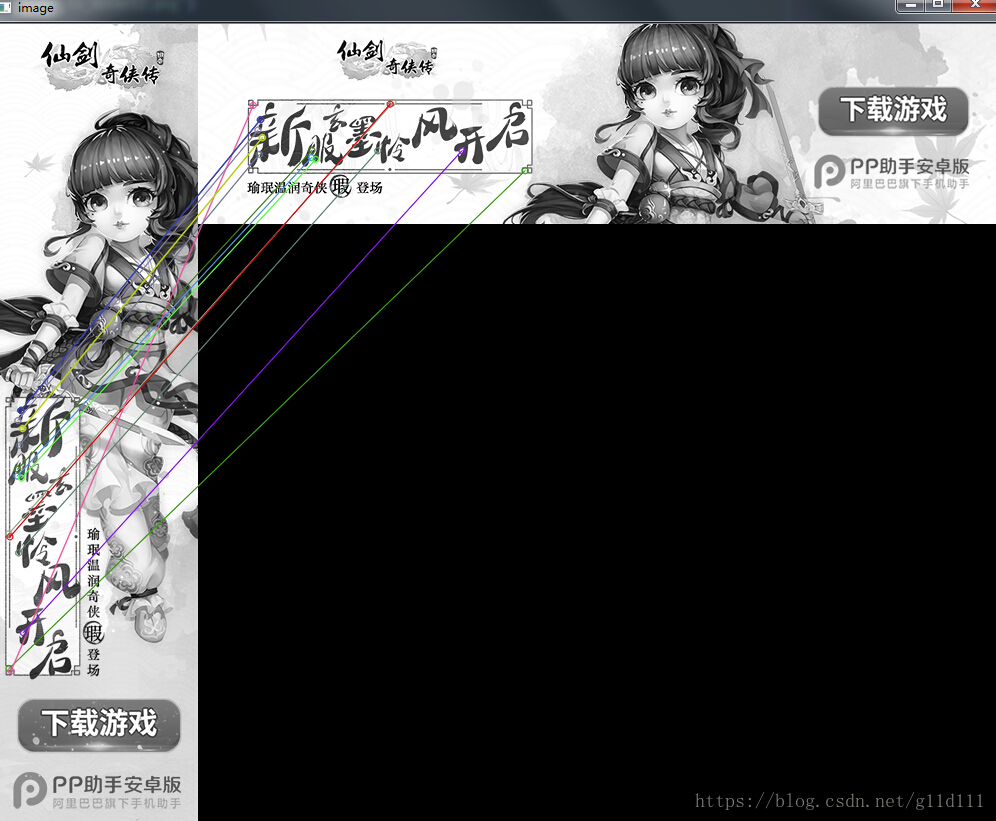 image
仙剑
奇侠传
新服玄墨怜风开启
瑜珉温润奇侠瑕登场
下载游戏
PP助手安卓版
阿里巴巴旗下手机助手
仙剑
奇侠传
新服玄墨怜风开启
瑜珉温润奇侠瑕登场
下载游戏
PP助手安卓版
阿里巴巴旗下手机助手
https://blog.csdn.net/g11d111